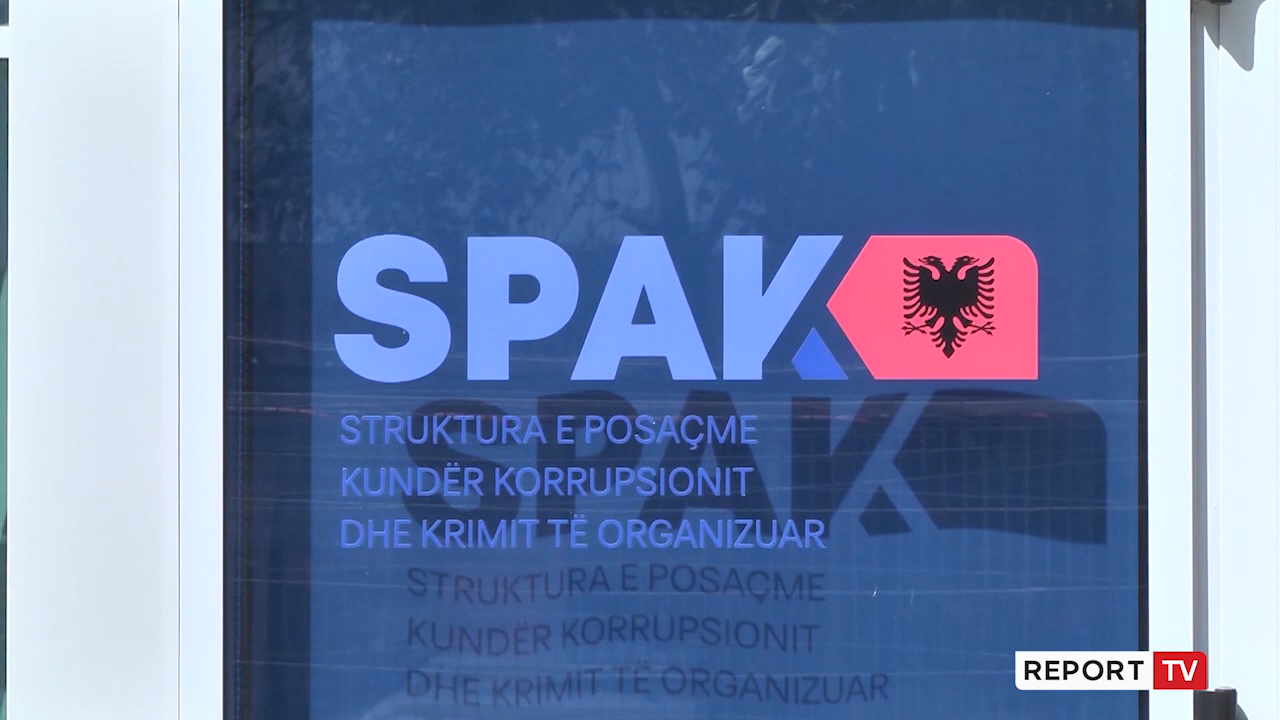 SPAK
STRUKTURA E POSAÇME
KUNDËR KORRUPSIONIT
DHE KRIMIT TË ORGANIZUAR
SPAK
STRUKTURA E POSAÇME
KUNDËR KORRUPSIONIT
DHE KRIMIT TË ORGANIZUAR
REPORT TV